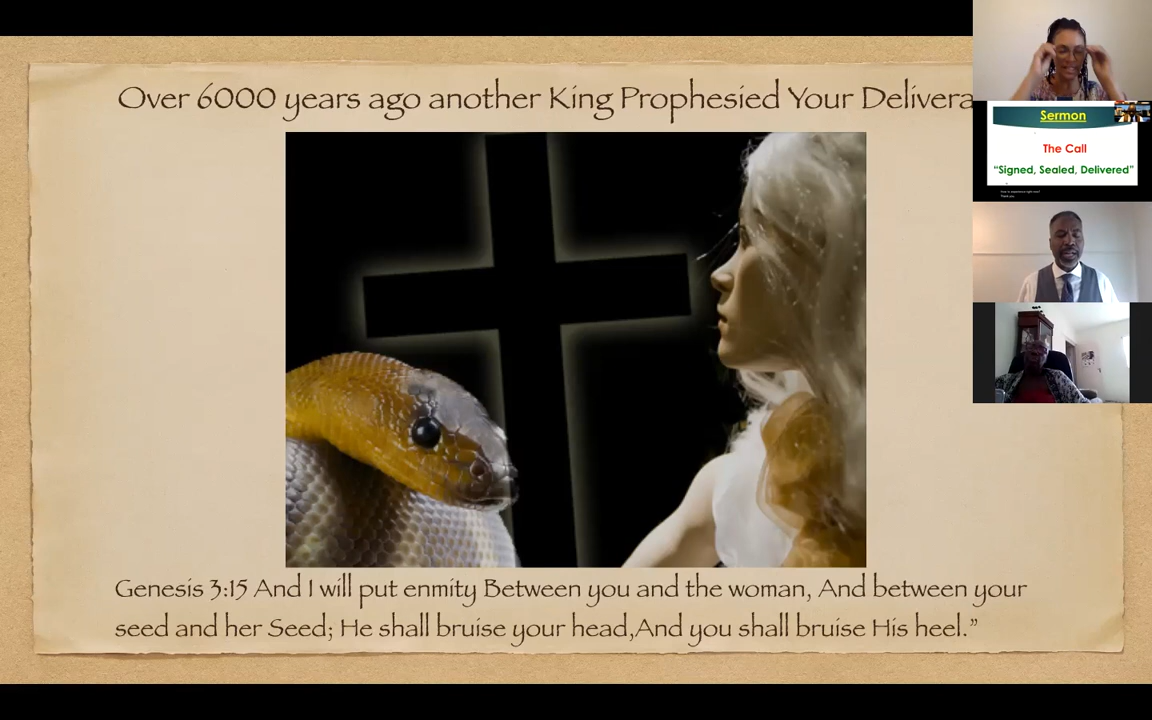 Over 6000 years ago another King Prophesied Your Delivera
Sermon
The Call
“Signed, Sealed, Delivered”
Thank you
Genesis 3:15 And I will put enmity Between you and the woman, And between your
seed and her Seed; He shall bruise your head,And you shall bruise His heel.”